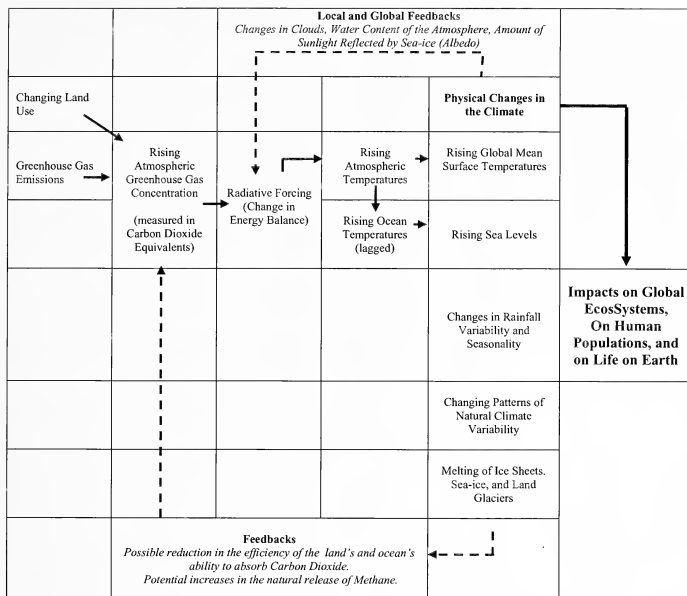 Local and Global Feedbacks
Changes in Clouds, Water Content of the Atmosphere, Amount of
Sunlight Reflected by Sea-ice (Albedo)
Changing Land
Use
Physical Changes in
the Climate
Greenhouse Gas
Emissions
Rising
Atmospheric
Greenhouse Gas
Concentration
(measured in
Carbon Dioxide
Equivalents)
Radiative Forcing
(Change in
Energy Balance)
Rising
Atmospheric
Temperatures
Rising Global Mean
Surface Temperatures
Rising Ocean
Temperatures
(lagged)
Rising Sea Levels
Changes in Rainfall
Variability and
Seasonality
Impacts on Global
EcosSystems,
On Human
Populations, and
on Life on Earth
Changing Patterns of
Natural Climate
Variability
Melting of Ice Sheets.
Sea-ice, and Land
Glaciers
Feedbacks
Possible reduction in the efficiency of the land's and ocean's
ability to absorb Carbon Dioxide.
Potential increases in the natural release of Methane.